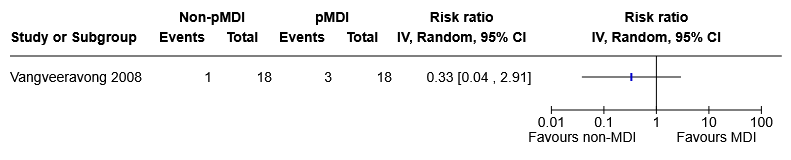 Non-pMDI pMDI Risk ratio Risk ratio
Study or Subgroup Events Total Events Total IV, Random, 95% CI IV, Random, 95% CI
Vangveeravong 2008 1 18 3 18 0.33 [0.04 , 2.91]
0.01 0.1 1 10 100
Favours non-MDI Favours MDI